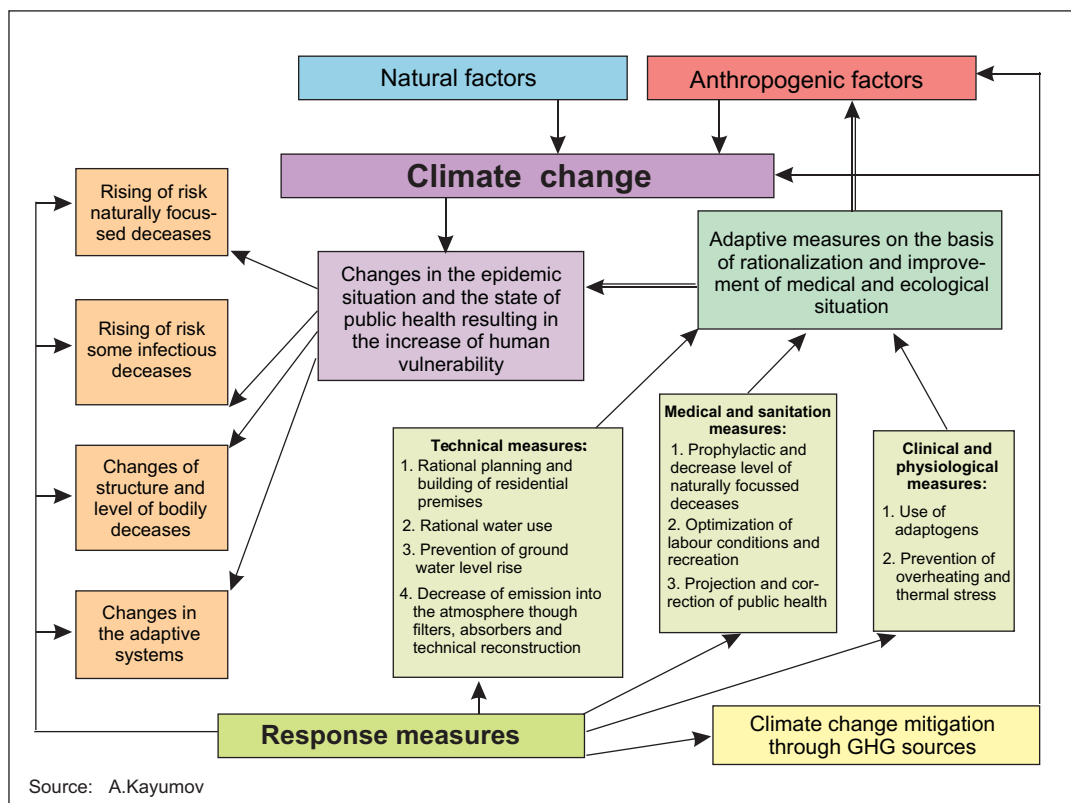 Natural factors
Anthropogenic factors
Climate change
Rising of risk
naturally focus-
sed deceases
Changes in the epidemic
situation and the state of
public health resulting in
the increase of human
vulnerability
Adaptive measures on the basis
of rationalization and improve-
ment of medical and ecological
situation
Rising of risk
some infectious
deceases
Changes of
structure and
level of bodily
deceases
Changes in
the adaptive
systems
Technical measures:
1. Rational planning and
building of residential
premises
2. Rational water use
3. Prevention of ground
water level rise
4. Decrease of emission into
the atmosphere though
filters, absorbers and
technical reconstruction
Medical and sanitation
measures:
1. Prophylactic and
decrease level of
naturally focussed
deceases
2. Optimization of
labour conditions and
recreation
3. Projection and cor-
rection of public health
Clinical and
physiological
measures:
1. Use of
adaptogens
2. Prevention of
overheating and
thermal stress
Response measures
Climate change mitigation
through GHG sources
Source: A.Kayumov